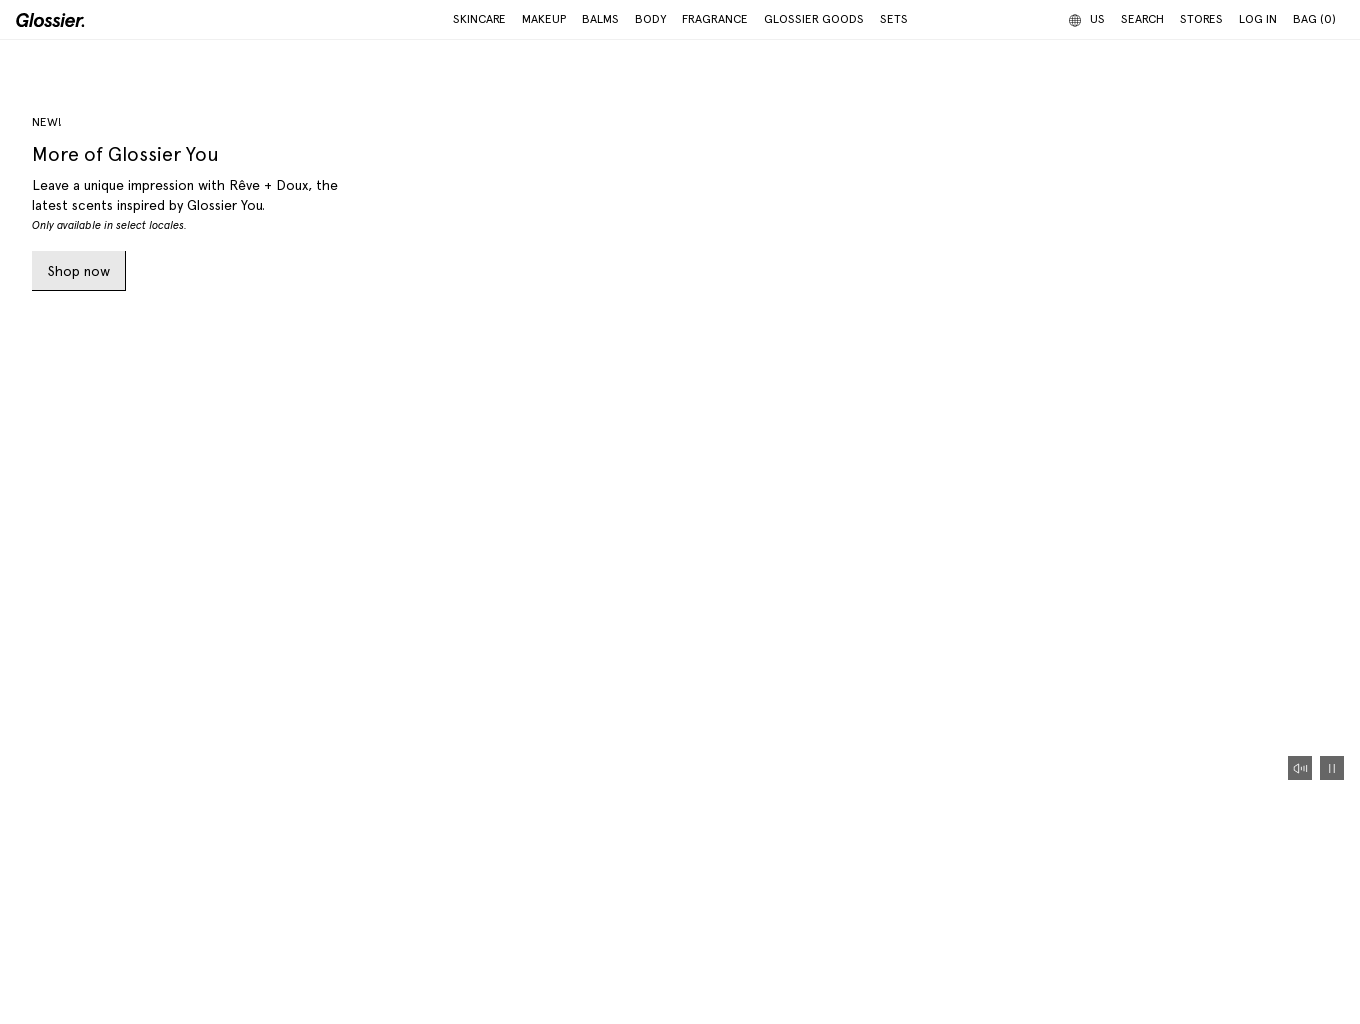 Glossier.
SKINCARE MAKEUP BALMS BODY FRAGRANCE GLOSSIER GOODS SETS
US SEARCH STORES LOG IN BAG (0)
NEW!
More of Glossier You
Leave a unique impression with Rêve + Doux, the
latest scents inspired by Glossier You.
Only available in select locales.
Shop now